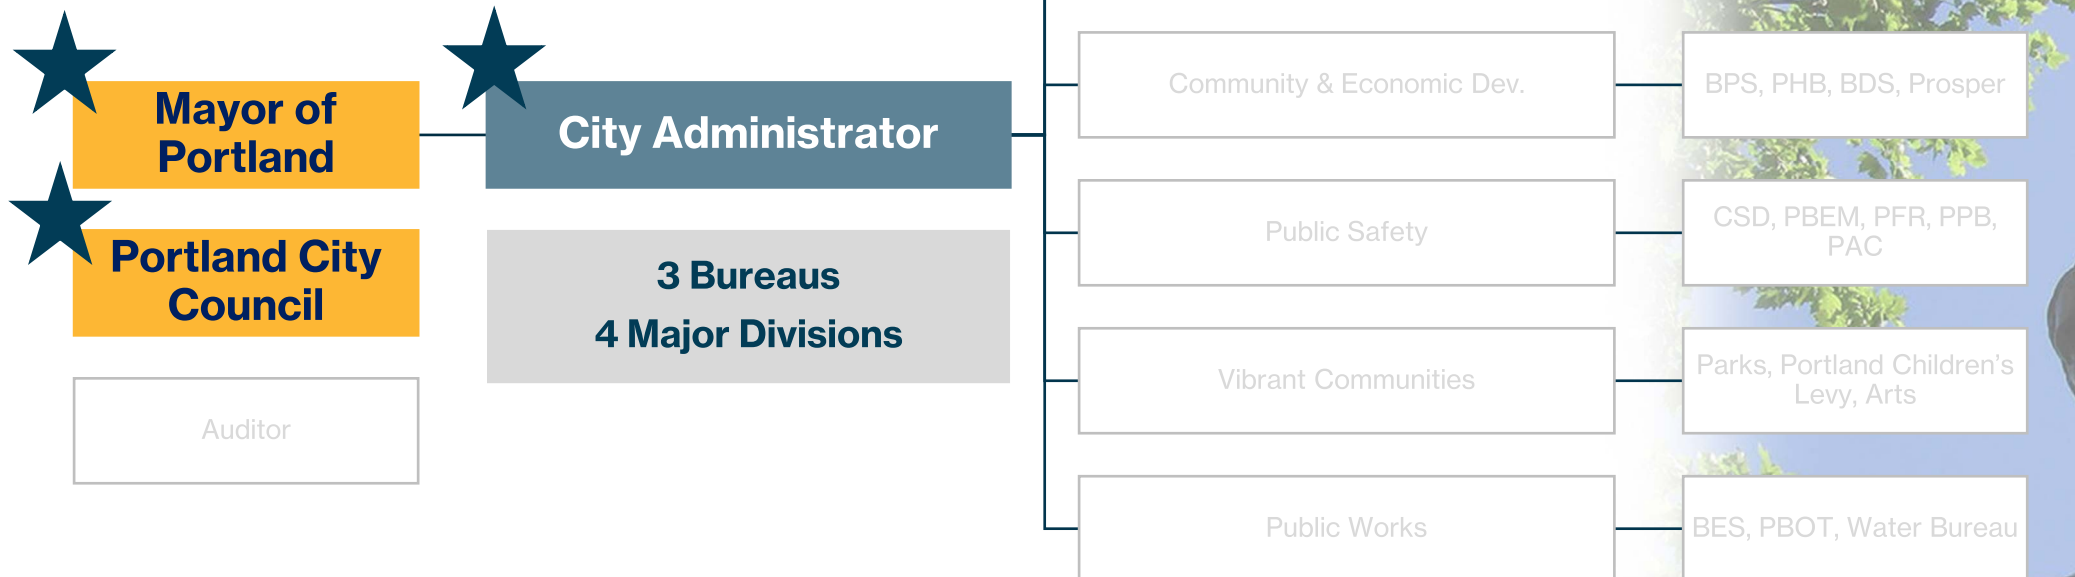 Mayor of
Portland
City Administrator
Portland City
Council
3 Bureaus
4 Major Divisions
Auditor
Community & Economic Dev.
BPS, PHB, BDS, Prosper
Public Safety
CSD, PBEM, PFR, PPB,
PAC
Vibrant Communities
Parks, Portland Children’s
Levy, Arts
Public Works
BES, PBOT, Water Bureau